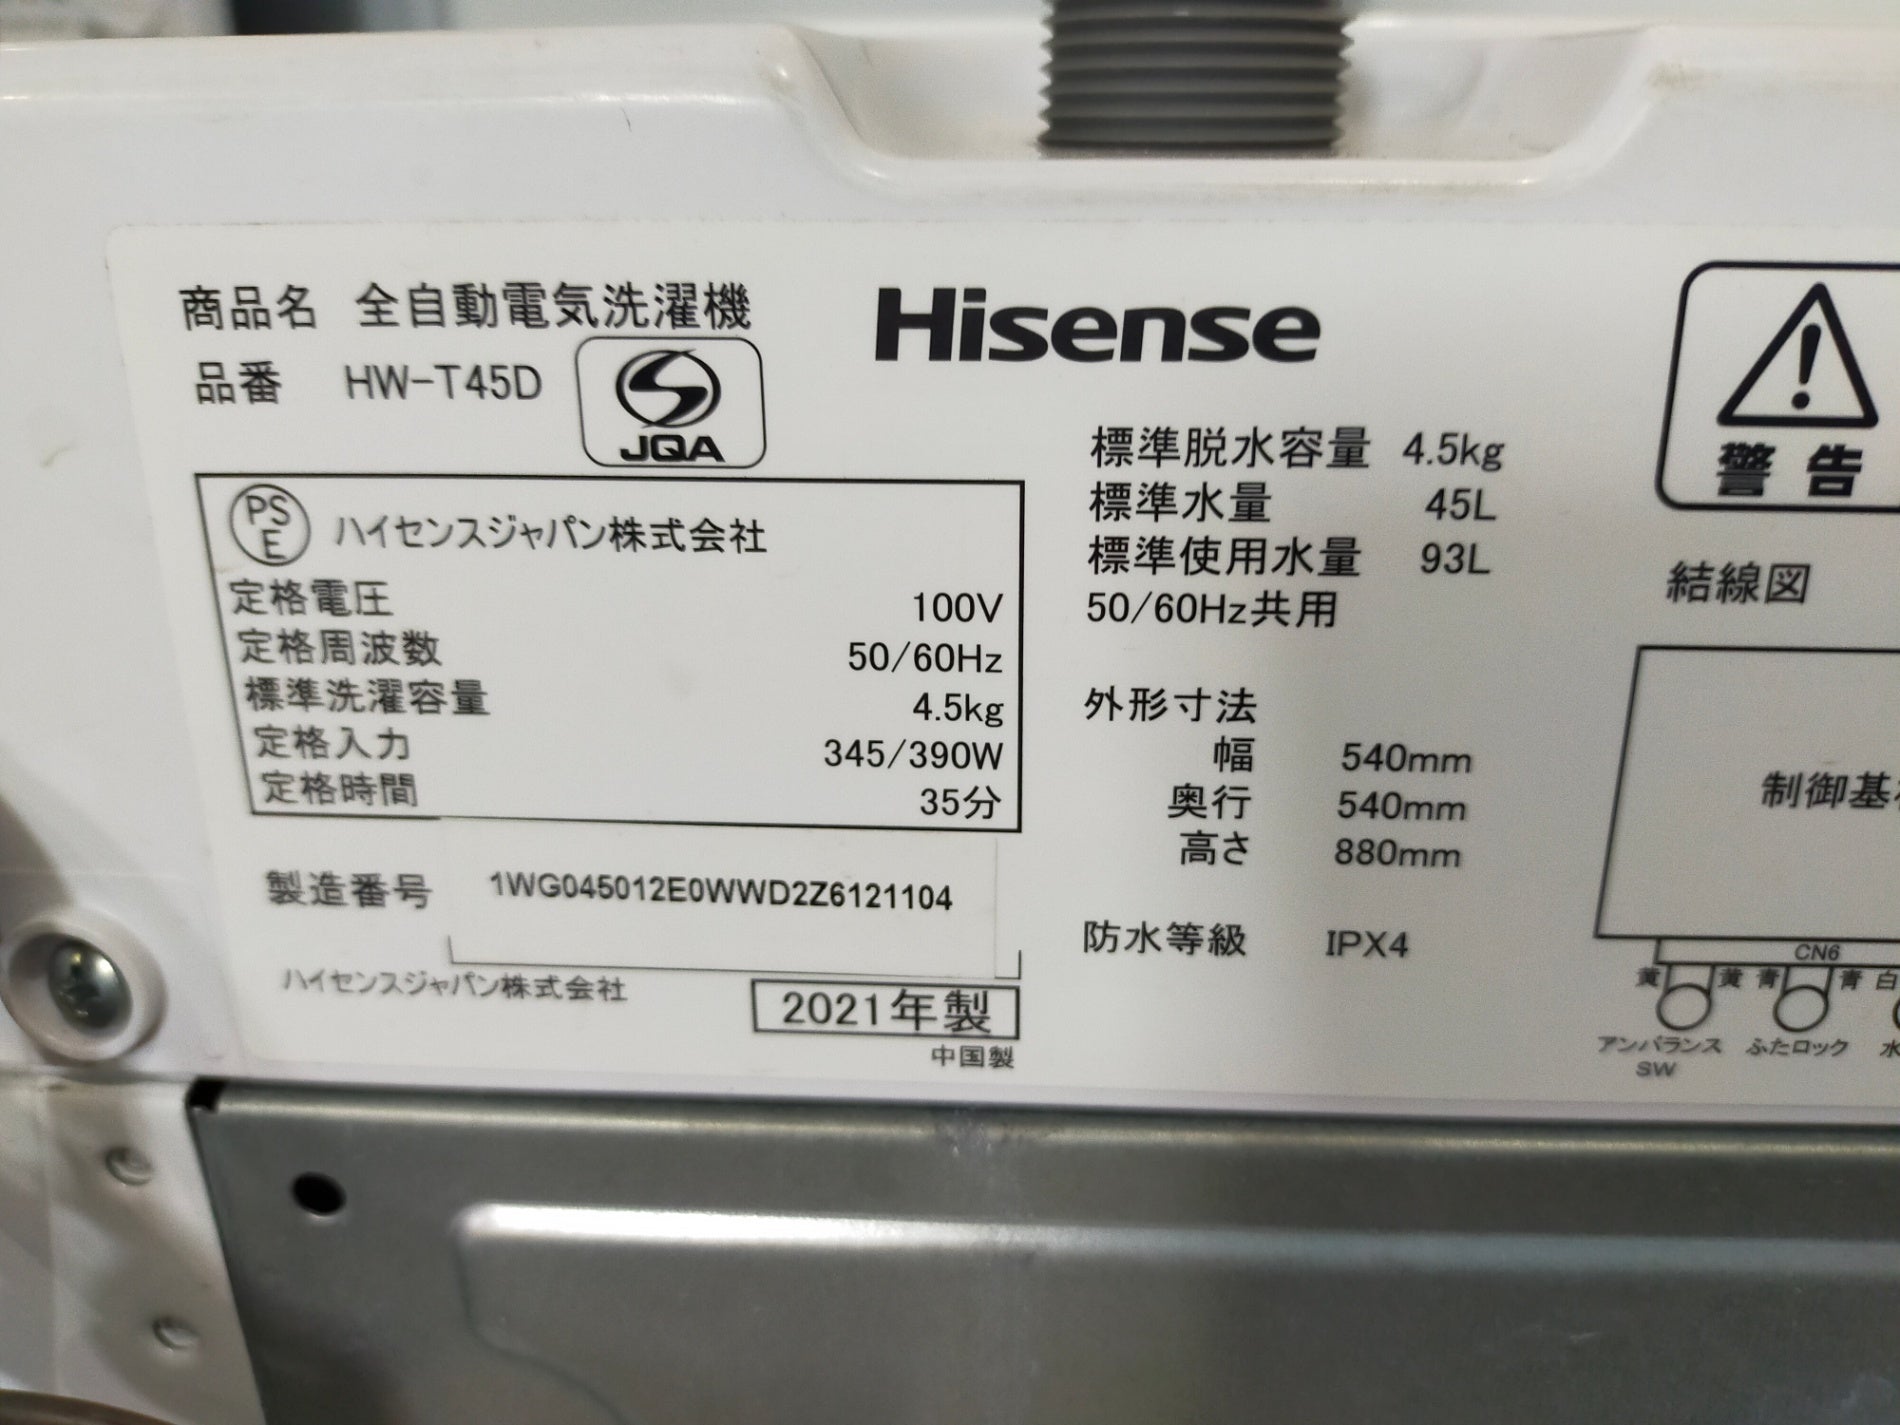 商品名 全自動電気洗濯機
品番 HW-T45D
JQA
Hisense
PS
E
ハイセンスジャパン株式会社
定格電圧 100V
定格周波数 50/60Hz
標準洗濯容量 4.5kg
定格入力 345/390W
定格時間 35分
製造番号 1WG045012E0WWD2Z6121104
ハイセンスジャパン株式会社
2021年製
中国製
標準脱水容量 4.5kg
標準水量 45L
標準使用水量 93L
50/60Hz共用
外形寸法
幅 540mm
奥行 540mm
高さ 880mm
防水等級 IPX4
警告
結線図
制御基
CN6
黄 黄 青 青 白
アンバランス ふたロック 水
SW